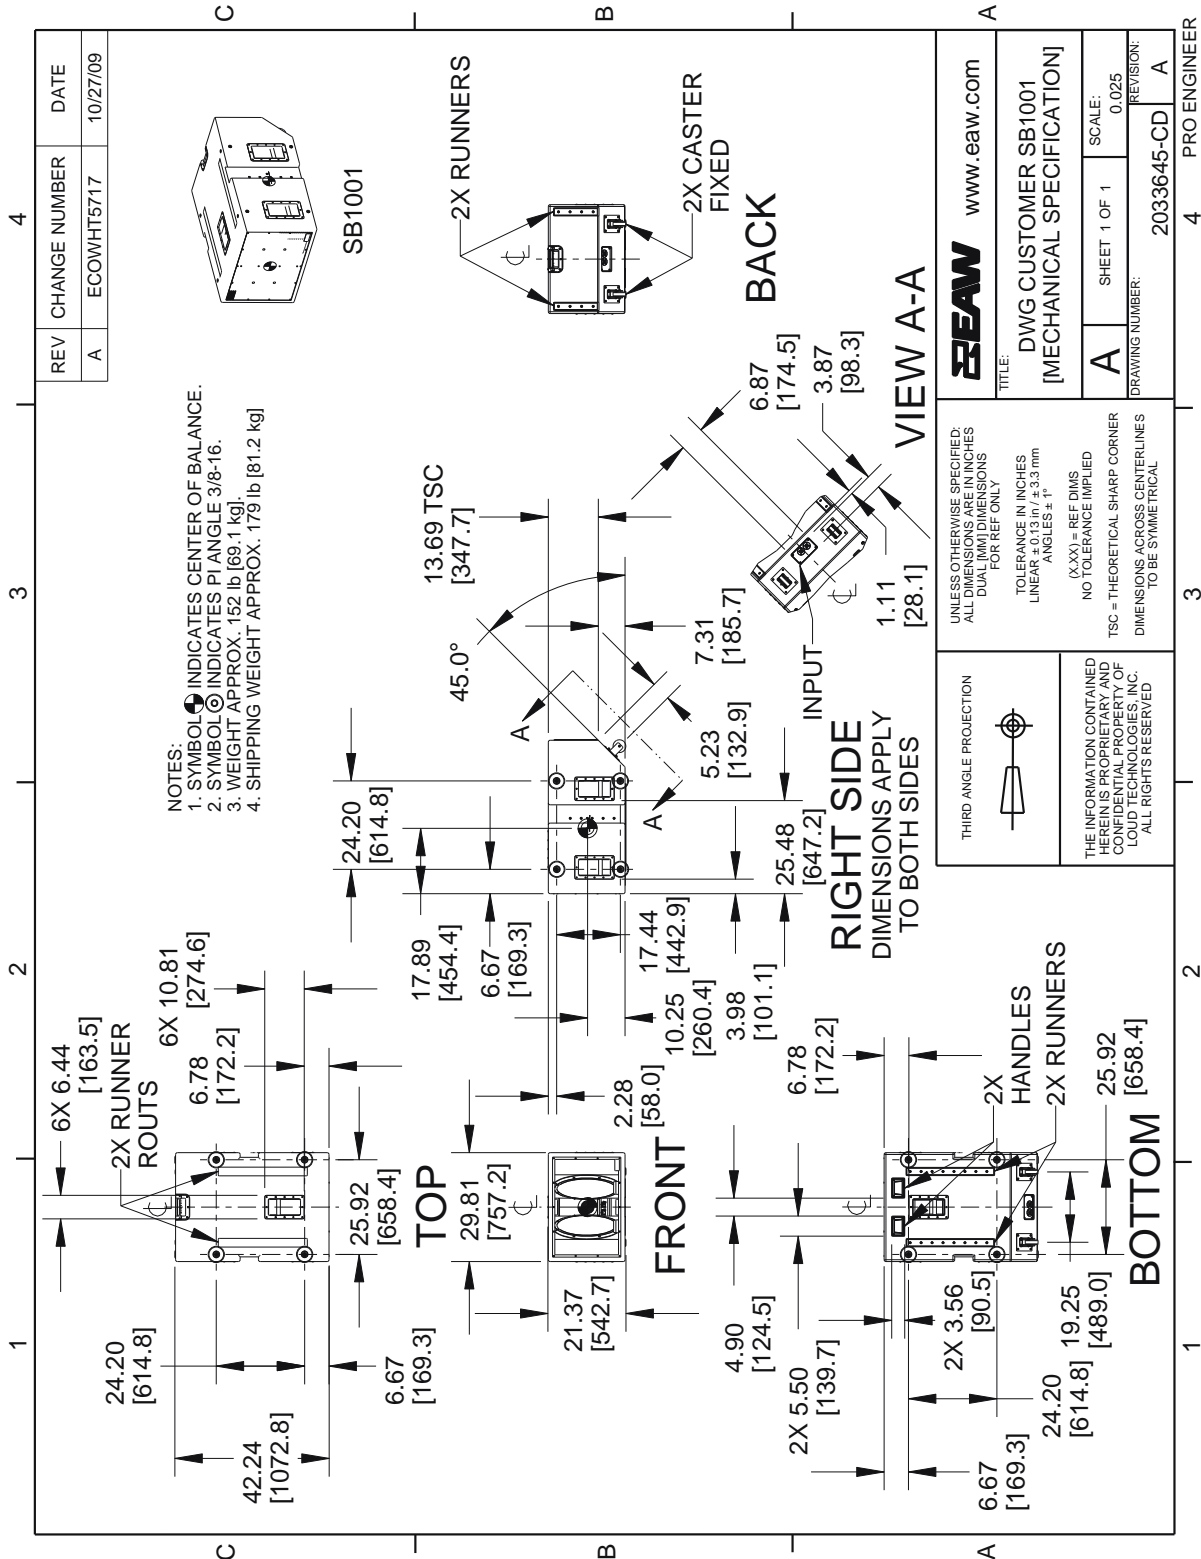 1
2
3
4
C
B
A
REV CHANGE NUMBER DATE
A ECOWHT5717 10/27/09
NOTES:
1. SYMBOL INDICATES CENTER OF BALANCE.
2. SYMBOL INDICATES PI ANGLE 3/8-16.
3. WEIGHT APPROX. 152 lb [69.1 kg].
4. SHIPPING WEIGHT APPROX. 179 lb [81.2 kg]
SB1001
6X 6.44
[163.5]
2X RUNNER
ROUTS
6X 10.81
[274.6]
6.78
[172.2]
24.20
[614.8]
42.24
[1072.8]
6.67
[169.3]
25.92
[658.4]
CL
TOP
29.81
[757.2]
CL
21.37
[542.7]
FRONT
24.20
[614.8]
17.89
[454.4]
6.67
[169.3]
2.28
[58.0]
10.25
[260.4]
17.44
[442.9]
3.98
[101.1]
25.48
[647.2]
45.0°
13.69 TSC
[347.7]
7.31
[185.7]
5.23
[132.9]
A
A
RIGHT SIDE
DIMENSIONS APPLY
TO BOTH SIDES
2X RUNNERS
CL
2X CASTER
FIXED
BACK
6.87
[174.5]
3.87
[98.3]
1.11
[28.1]
INPUT
CL
VIEW A-A
4.90
[124.5]
2X 5.50
[139.7]
6.78
[172.2]
CL
2X
HANDLES
2X RUNNERS
2X 3.56
[90.5]
6.67
[169.3]
24.20
[614.8]
19.25
[489.0]
25.92
[658.4]
BOTTOM
THIRD ANGLE PROJECTION
THE INFORMATION CONTAINED
HEREIN IS PROPRIETARY AND
CONFIDENTIAL PROPERTY OF
LOUD TECHNOLOGIES, INC.
ALL RIGHTS RESERVED
UNLESS OTHERWISE SPECIFIED:
ALL DIMENSIONS ARE IN INCHES
DUAL [MM] DIMENSIONS
FOR REF ONLY
TOLERANCE IN INCHES
LINEAR ± 0.13 in / ± 3.3 mm
ANGLES ± 1°
(X.XX) = REF DIMS
NO TOLERANCE IMPLIED
TSC = THEORETICAL SHARP CORNER
DIMENSIONS ACROSS CENTERLINES
TO BE SYMMETRICAL
EAW www.eaw.com
TITLE:
DWG CUSTOMER SB1001
[MECHANICAL SPECIFICATION]
A
SHEET 1 OF 1
SCALE:
0.025
DRAWING NUMBER:
2033645-CD
REVISION:
A
C
B
A
1
2
3
4
PRO ENGINEER